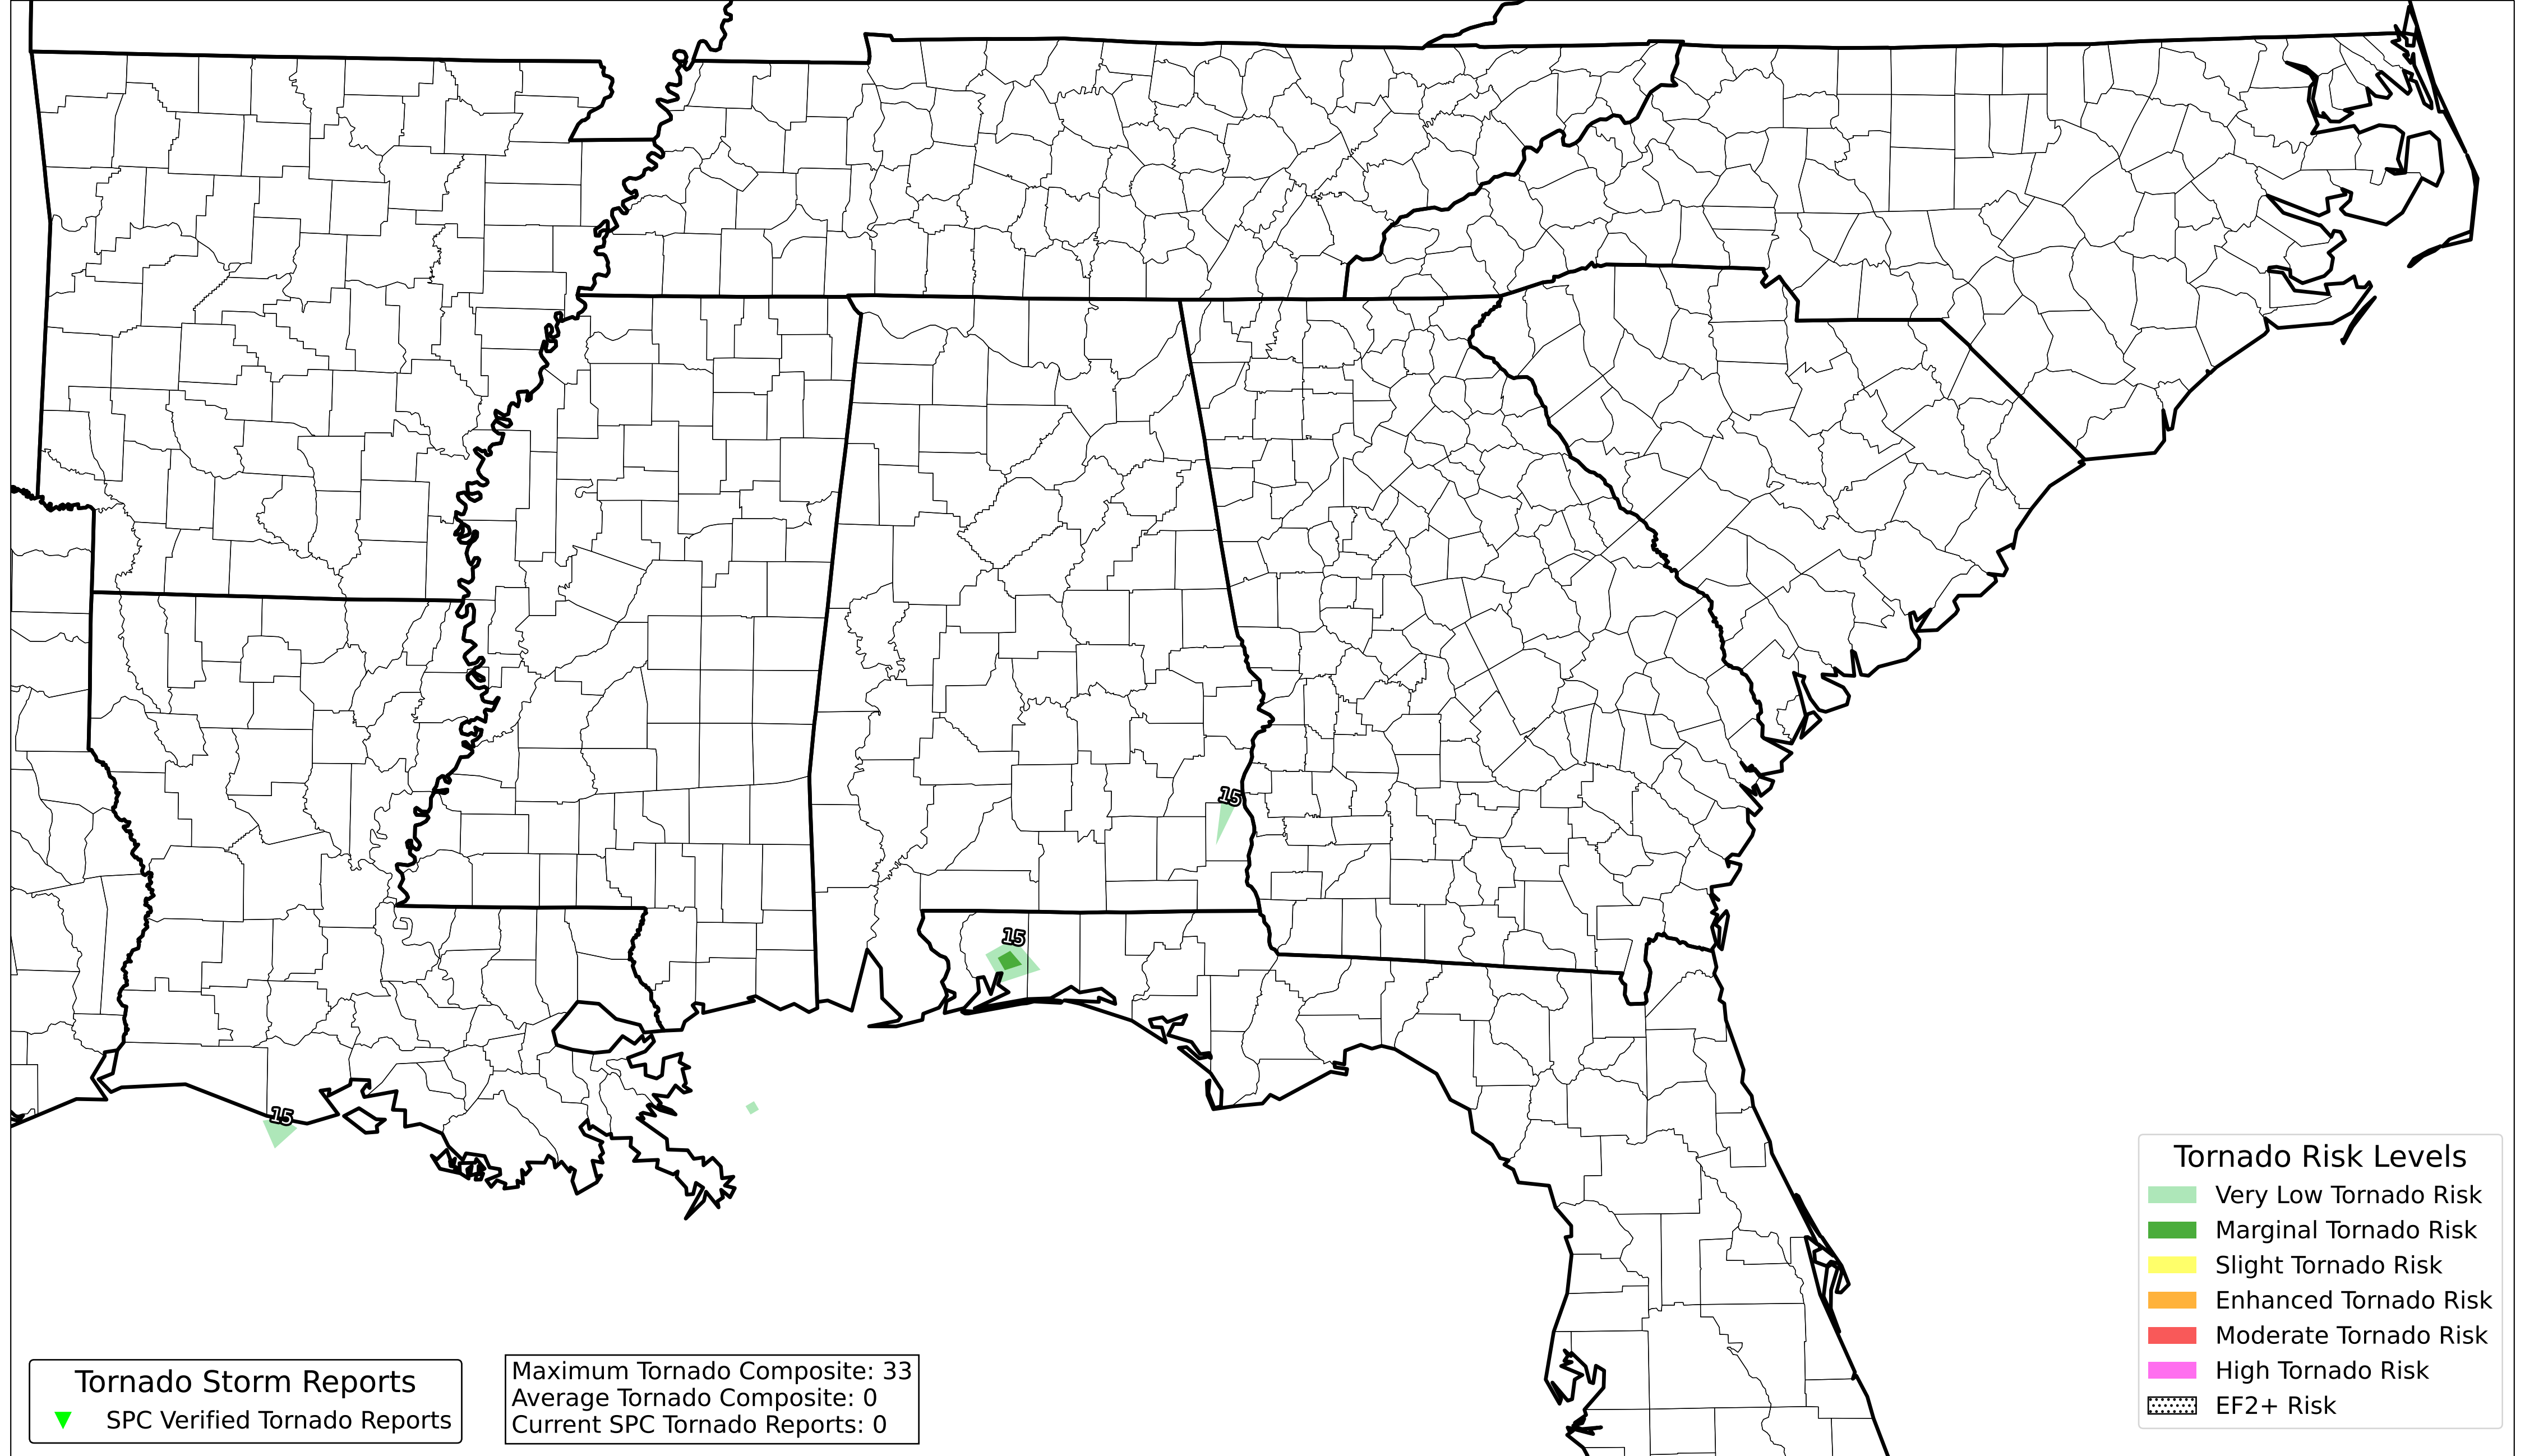 15
15
15
Tornado Risk Levels
Very Low Tornado Risk
Marginal Tornado Risk
Slight Tornado Risk
Enhanced Tornado Risk
Moderate Tornado Risk
High Tornado Risk
EF2+ Risk
Tornado Storm Reports
SPC Verified Tornado Reports
Maximum Tornado Composite: 33
Average Tornado Composite: 0
Current SPC Tornado Reports: 0